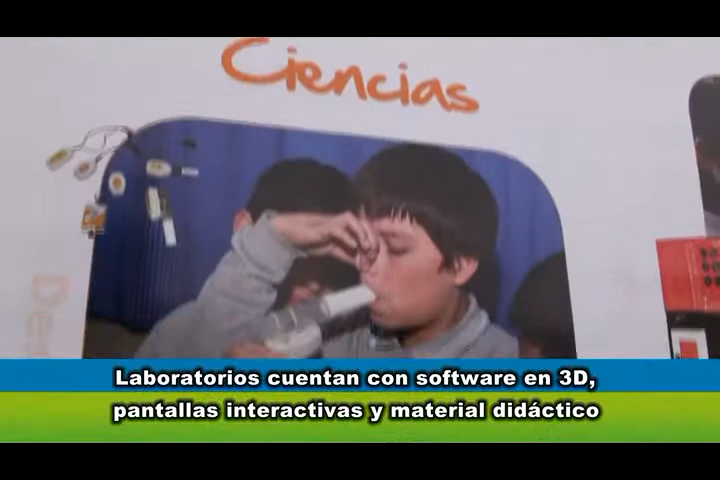 Ciencias
Laboratorios cuentan con software en 3D,
pantallas interactivas y material didáctico